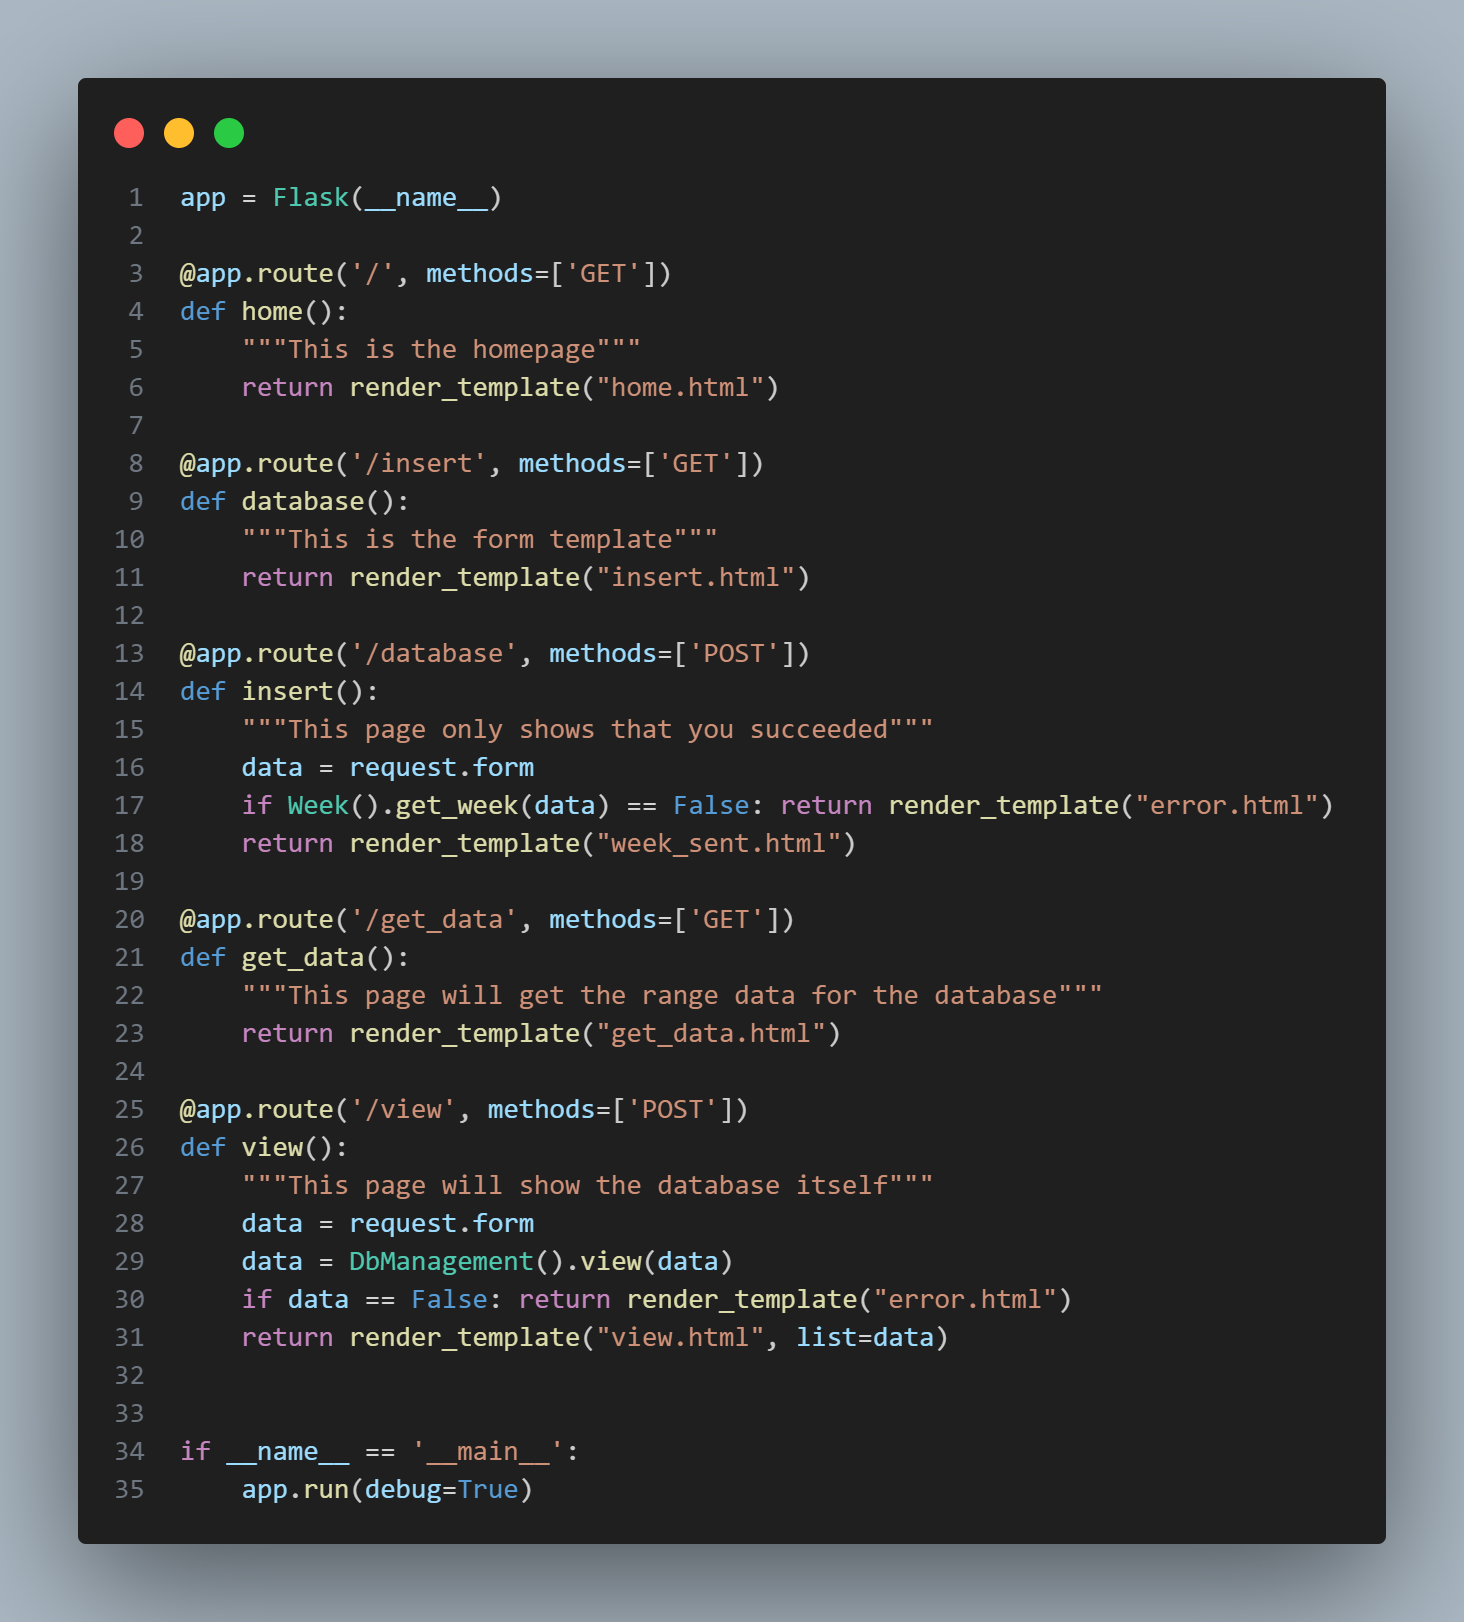 1 app = Flask(__name__)
2
3 @app.route('/', methods=['GET'])
4 def home():
5     """This is the homepage"""
6     return render_template("home.html")
7
8 @app.route('/insert', methods=['GET'])
9 def database():
10     """This is the form template"""
11     return render_template("insert.html")
12
13 @app.route('/database', methods=['POST'])
14 def insert():
15     """This page only shows that you succeeded"""
16     data = request.form
17     if Week().get_week(data) == False: return render_template("error.html")
18     return render_template("week_sent.html")
19
20 @app.route('/get_data', methods=['GET'])
21 def get_data():
22     """This page will get the range data for the database"""
23     return render_template("get_data.html")
24
25 @app.route('/view', methods=['POST'])
26 def view():
27     """This page will show the database itself"""
28     data = request.form
29     data = DbManagement().view(data)
30     if data == False: return render_template("error.html")
31     return render_template("view.html", list=data)
32
33
34 if __name__ == '__main__':
35     app.run(debug=True)